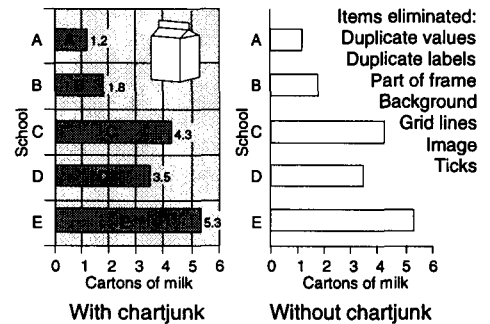 A
1.2
B
1.8
C
4.3
D
3.5
E
5.3
School
0 1 2 3 4 5 6
Cartons of milk
With chartjunk
A
B
C
D
E
School
0 1 2 3 4 5 6
Cartons of milk
Without chartjunk
Items eliminated:
Duplicate values
Duplicate labels
Part of frame
Background
Grid lines
Image
Ticks